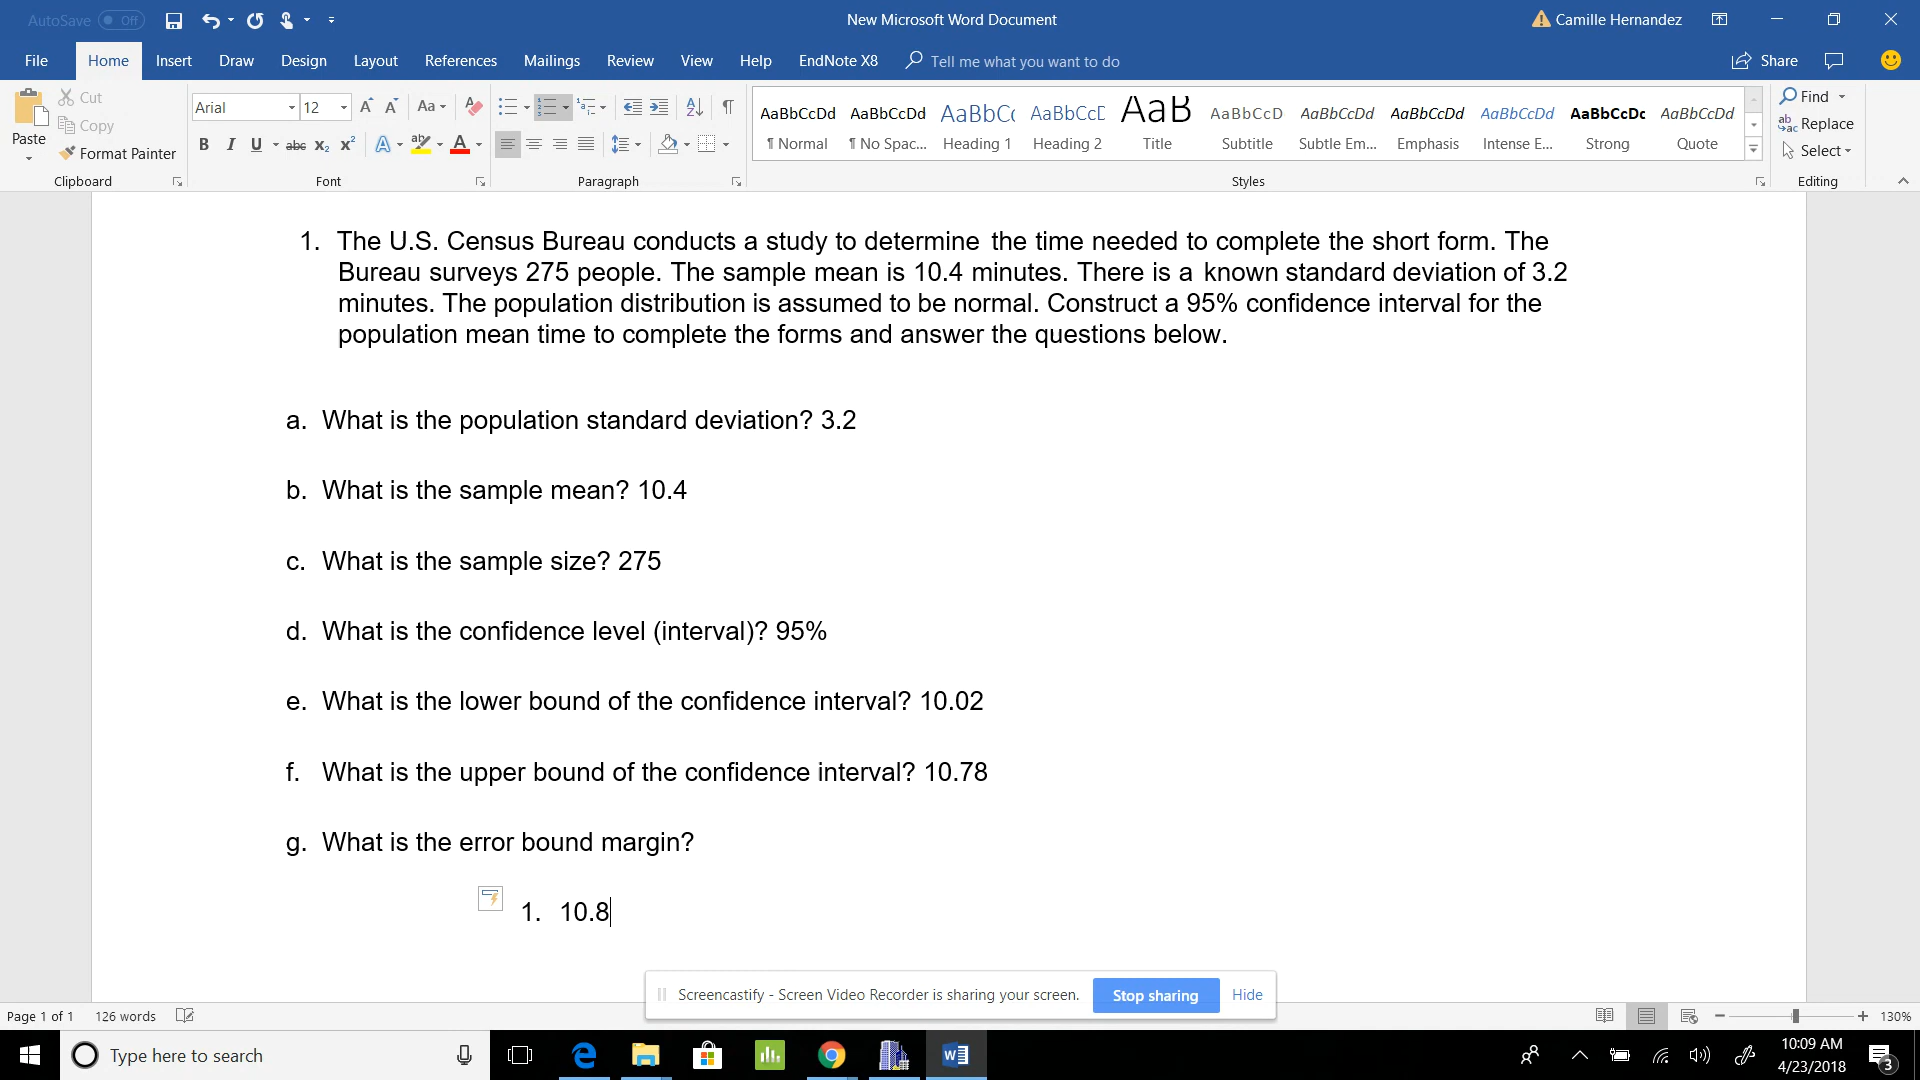 AutoSave Off
New Microsoft Word Document
Camille Hernandez
File Home Insert Draw Design Layout References Mailings Review View Help EndNote X8 Tell me what you want to do
Share
Paste
Cut
Copy
Format Painter
Clipboard
Arial 12
Aa
B I U abc X₂ X²
Font
Paragraph
AaBbCcDd AaBbCcDd AaBbC AaBbCcD AaB AaBbCcD AaBbCcDd AaBbCcDd AaBbCcDd AaBbCcDc AaBbCcDd
¶ Normal ¶ No Spac... Heading 1 Heading 2 Title Subtitle Subtle Em... Emphasis Intense E... Strong Quote
Styles
Find
Replace
Select
Editing
1. The U.S. Census Bureau conducts a study to determine the time needed to complete the short form. The
Bureau surveys 275 people. The sample mean is 10.4 minutes. There is a known standard deviation of 3.2
minutes. The population distribution is assumed to be normal. Construct a 95% confidence interval for the
population mean time to complete the forms and answer the questions below.
a. What is the population standard deviation? 3.2
b. What is the sample mean? 10.4
c. What is the sample size? 275
d. What is the confidence level (interval)? 95%
e. What is the lower bound of the confidence interval? 10.02
f. What is the upper bound of the confidence interval? 10.78
g. What is the error bound margin?
1. 10.8
Screencastify - Screen Video Recorder is sharing your screen. Stop sharing Hide
Page 1 of 1 126 words
130%
Type here to search
10:09 AM
4/23/2018
3